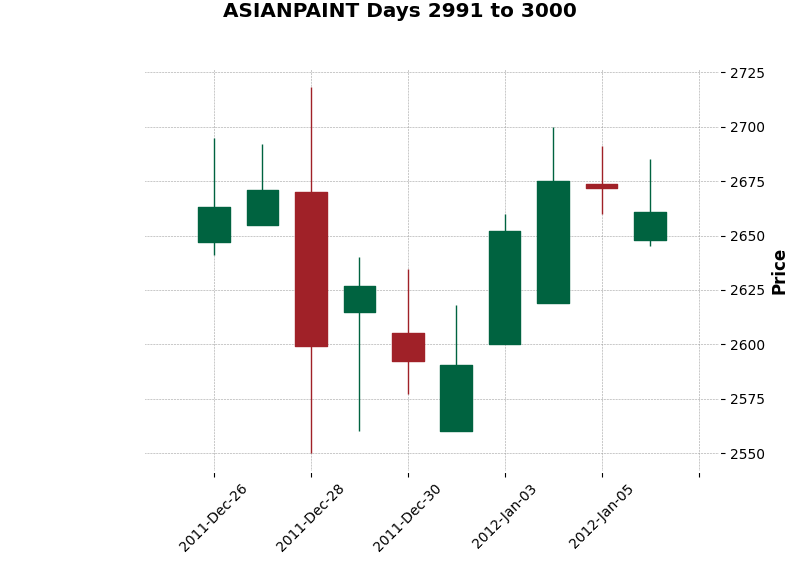 ASIANPAINT Days 2991 to 3000
2725
2700
2675
2650
2625
2600
2575
2550
Price
2011-Dec-26
2011-Dec-28
2011-Dec-30
2012-Jan-03
2012-Jan-05